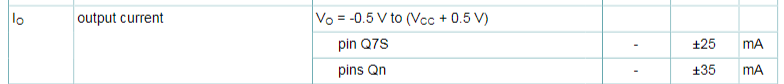 IO output current VO = -0.5 V to (VCC + 0.5 V)
pin Q7S - ±25 mA
pins Qn - ±35 mA